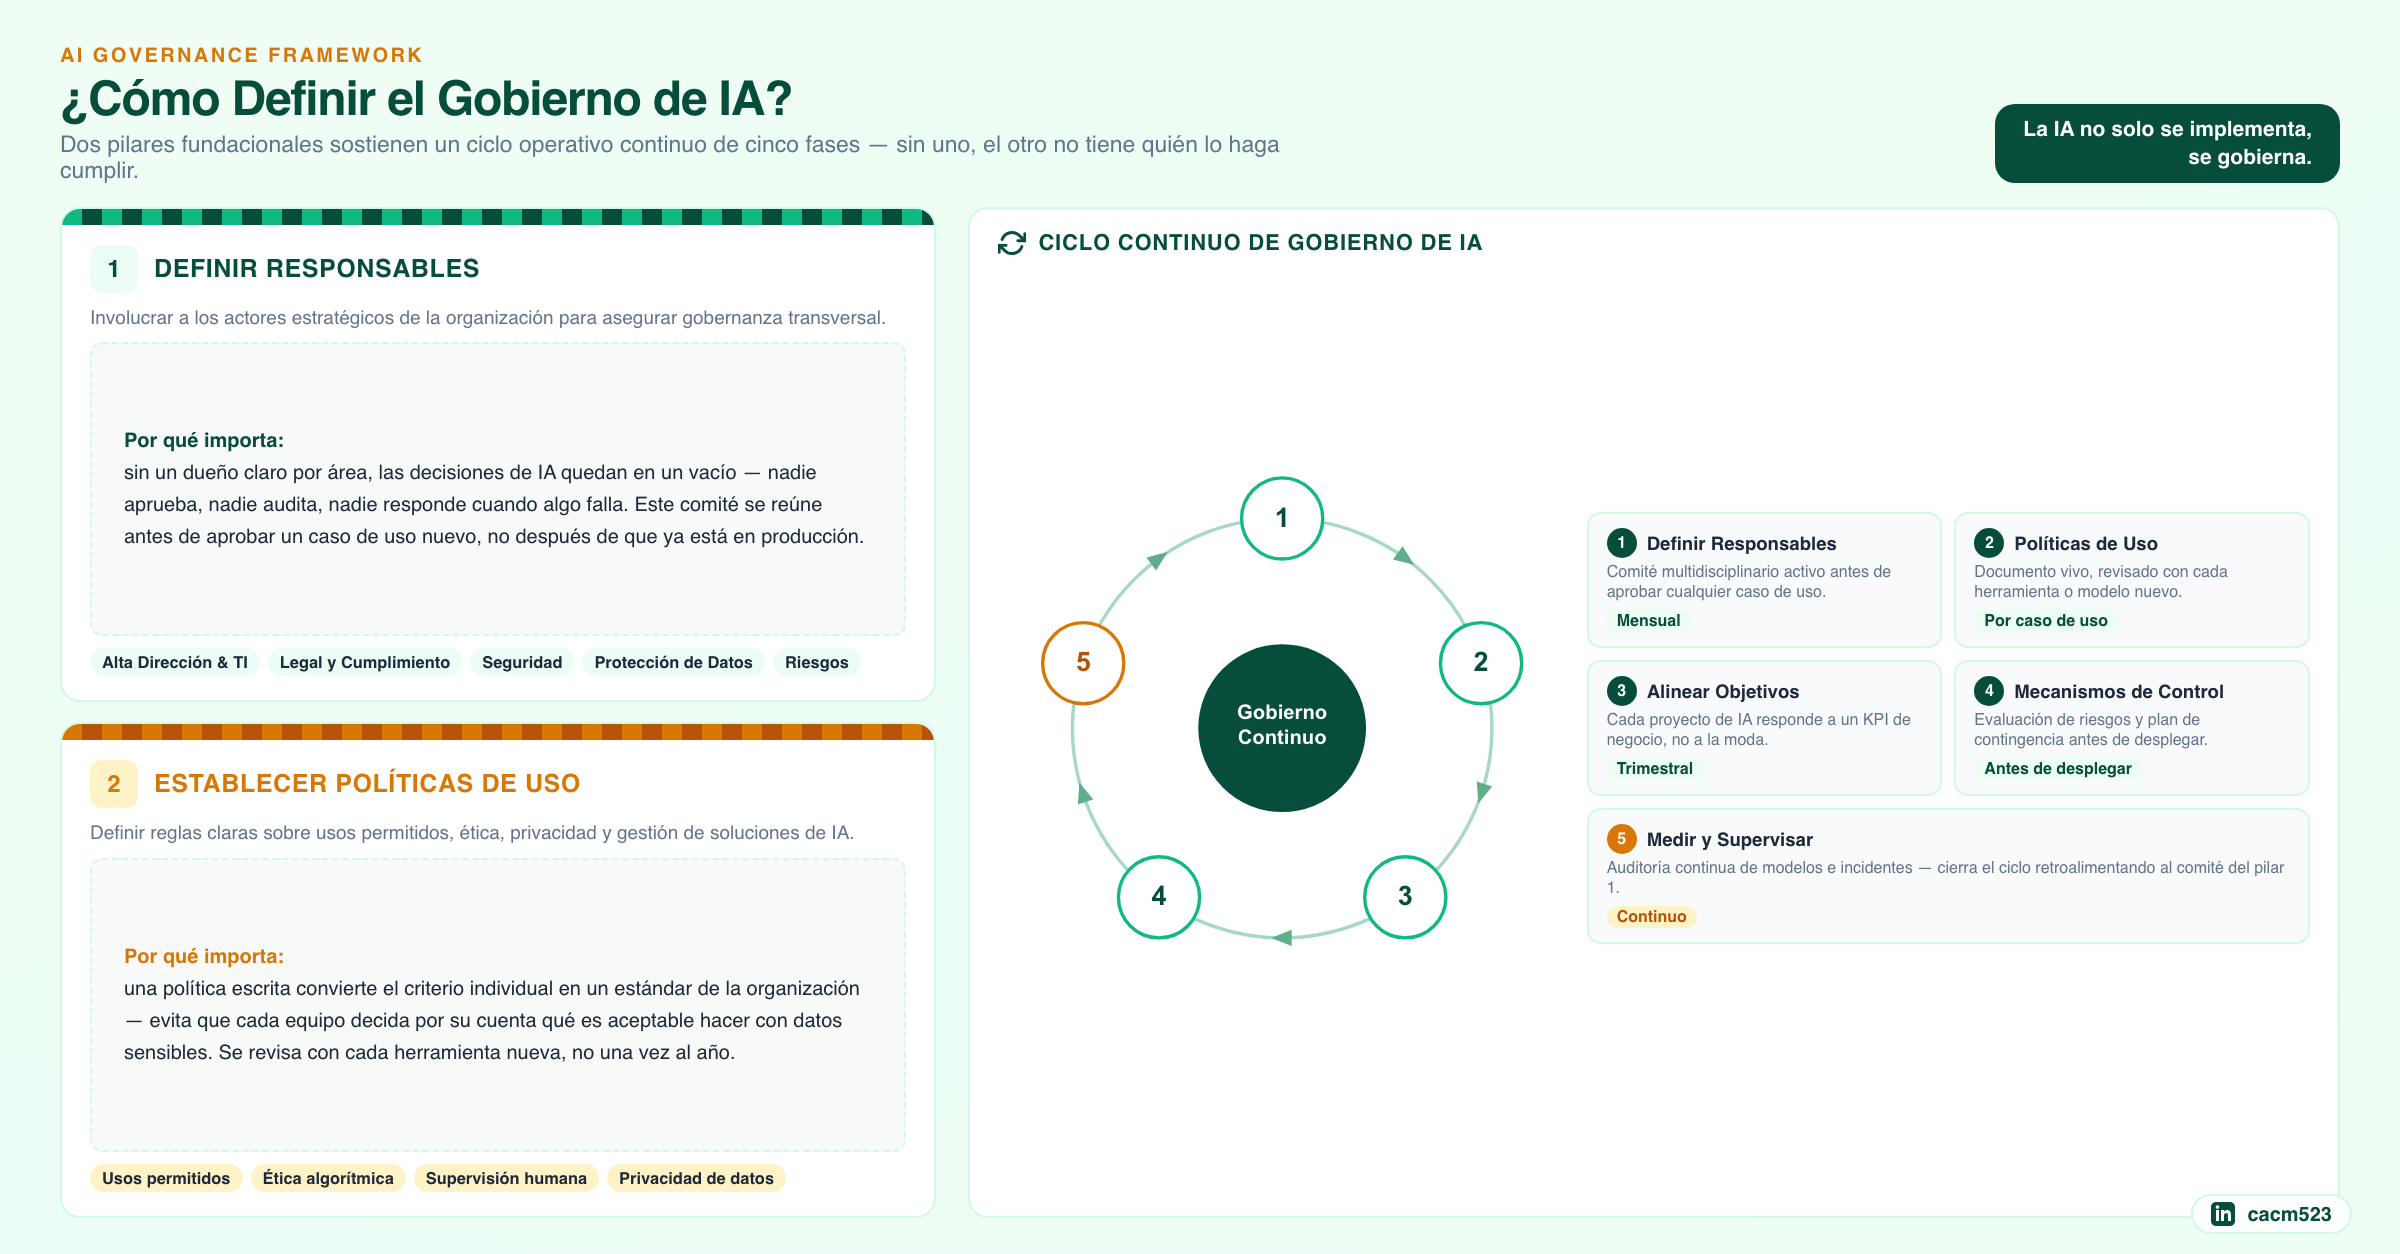 AI GOVERNANCE FRAMEWORK
¿Cómo Definir el Gobierno de IA?
Dos pilares fundacionales sostienen un ciclo operativo continuo de cinco fases — sin uno, el otro no tiene quién lo haga
cumplir.
La IA no solo se implementa,
se gobierna.
1 DEFINIR RESPONSABLES
Involucrar a los actores estratégicos de la organización para asegurar gobernanza transversal.
Por qué importa:
sin un dueño claro por área, las decisiones de IA quedan en un vacío — nadie
aprueba, nadie audita, nadie responde cuando algo falla. Este comité se reúne
antes de aprobar un caso de uso nuevo, no después de que ya está en producción.
Alta Dirección & TI Legal y Cumplimiento Seguridad Protección de Datos Riesgos
2 ESTABLECER POLÍTICAS DE USO
Definir reglas claras sobre usos permitidos, ética, privacidad y gestión de soluciones de IA.
Por qué importa:
una política escrita convierte el criterio individual en un estándar de la organización
— evita que cada equipo decida por su cuenta qué es aceptable hacer con datos
sensibles. Se revisa con cada herramienta nueva, no una vez al año.
Usos permitidos Ética algorítmica Supervisión humana Privacidad de datos
CICLO CONTINUO DE GOBIERNO DE IA
1
2
3
4
5
Gobierno
Continuo
1 Definir Responsables
Comité multidisciplinario activo antes de
aprobar cualquier caso de uso.
Mensual
2 Políticas de Uso
Documento vivo, revisado con cada
herramienta o modelo nuevo.
Por caso de uso
3 Alinear Objetivos
Cada proyecto de IA responde a un KPI de
negocio, no a la moda.
Trimestral
4 Mecanismos de Control
Evaluación de riesgos y plan de
contingencia antes de desplegar.
Antes de desplegar
5 Medir y Supervisar
Auditoría continua de modelos e incidentes — cierra el ciclo retroalimentando al comité del pilar
1.
Continuo
in cacm523